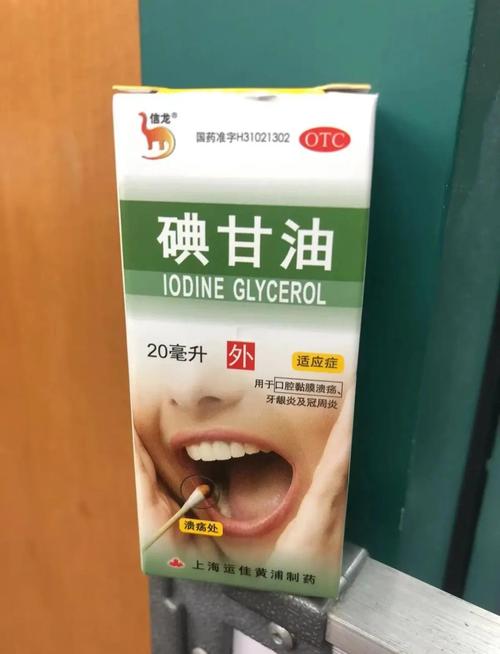 信龙®
国药准字H31021302
OTC
碘甘油
IODINE GLYCEROL
20毫升
外
适应症
用于口腔黏膜溃疡、
牙龈炎及冠周炎
溃疡处
上海运佳黄浦制药